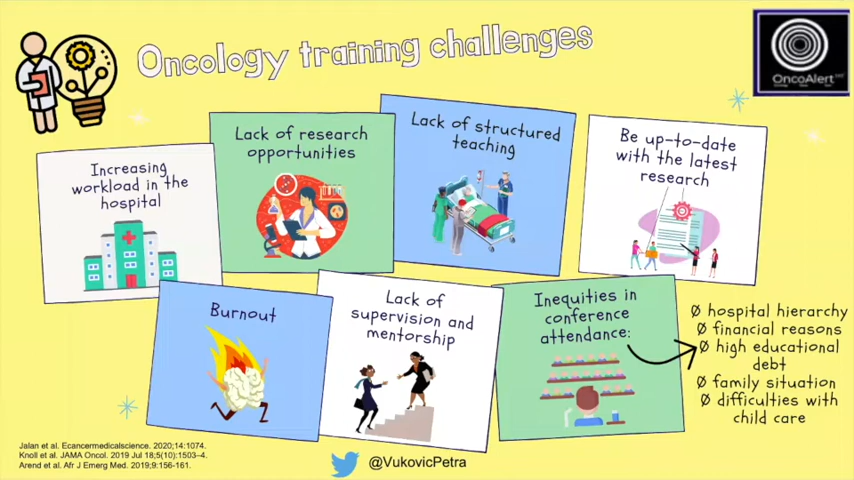 Oncology training challenges
OncoAlert
Increasing
workload in the
hospital
Lack of research
opportunities
Lack of structured
teaching
Be up-to-date
with the latest
research
Burnout
Lack of
supervision and
mentorship
Inequities in
conference
attendance:
Ø hospital hierarchy
Ø financial reasons
Ø high educational
debt
Ø family situation
Ø difficulties with
child care
Jalan et al. Ecancermedicalscience. 2020;14:1074.
Knoll et al. JAMA Oncol. 2019 Jul 18;5(10):1503–4.
Arend et al. Afr J Emerg Med. 2019;9:156-161.
@VukovicPetra